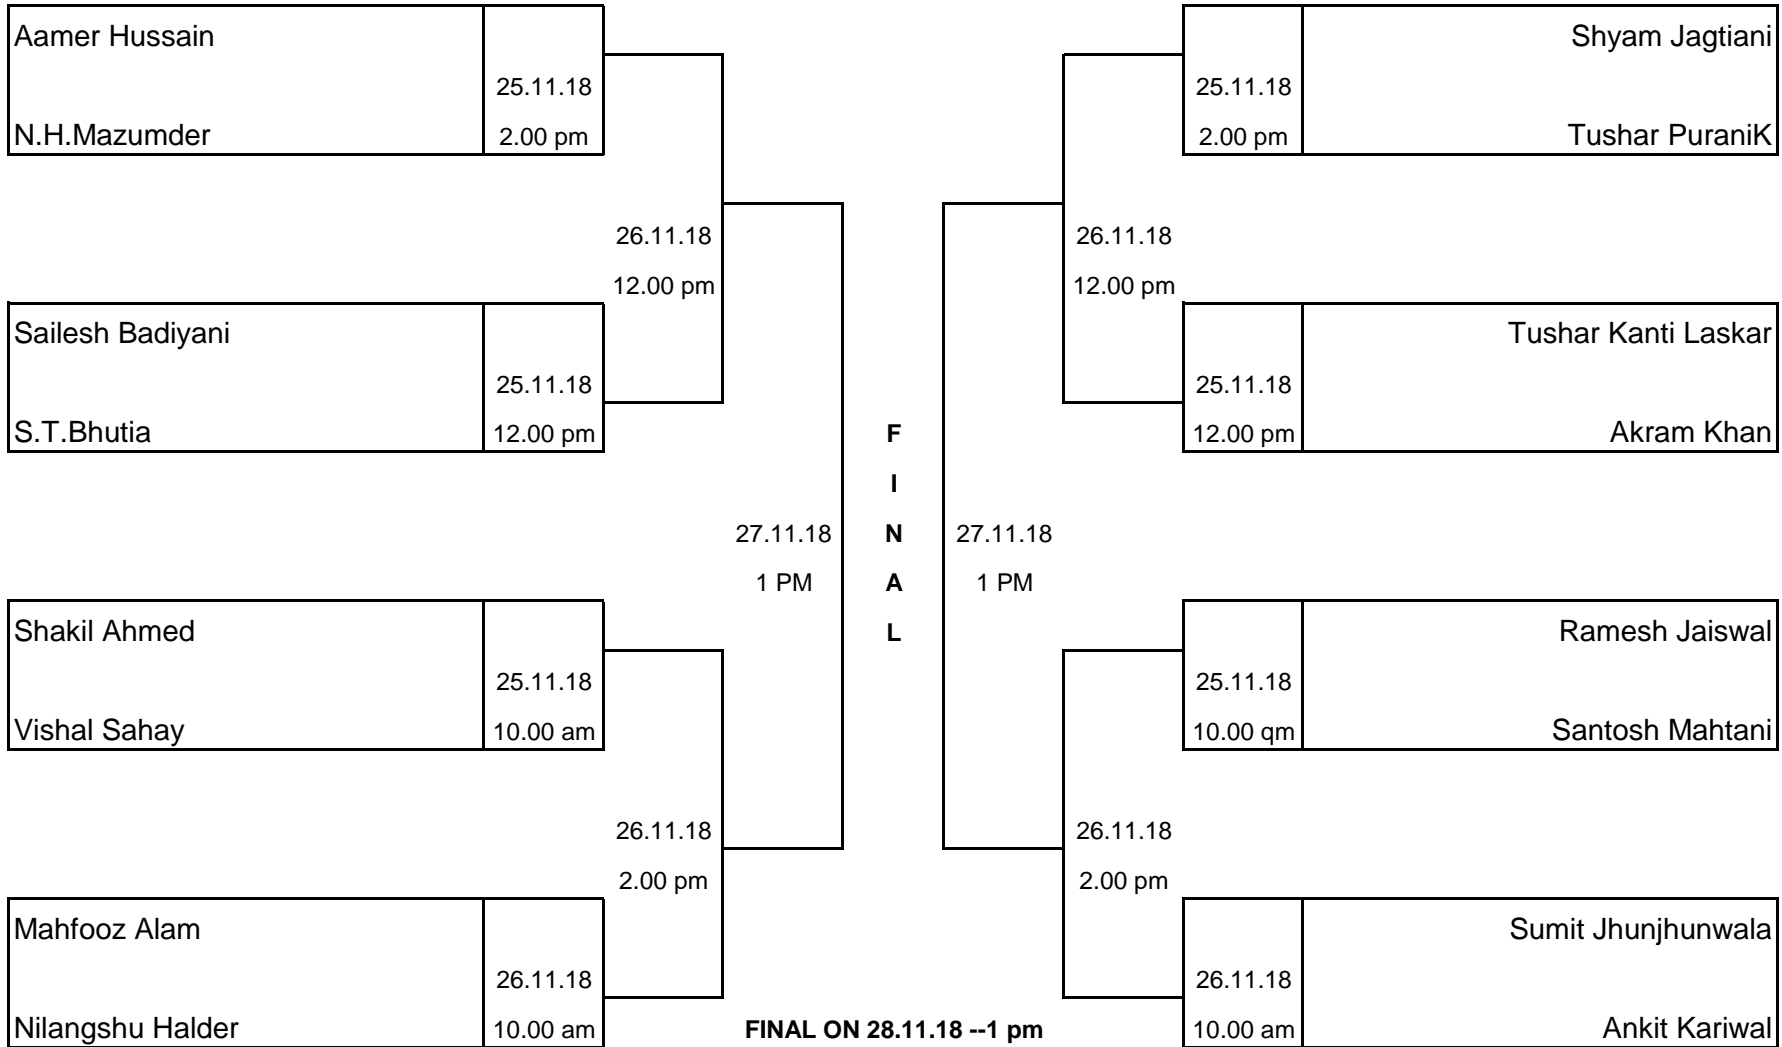 Aamer Hussain
25.11.18
N.H.Mazumder
2.00 pm
26.11.18
12.00 pm
Sailesh Badiyani
25.11.18
S.T.Bhutia
12.00 pm
27.11.18
1 PM
Shakil Ahmed
25.11.18
Vishal Sahay
10.00 am
26.11.18
2.00 pm
Mahfooz Alam
26.11.18
Nilangshu Halder
10.00 am
F
I
N
A
L
FINAL ON 28.11.18 --1 pm
Shyam Jagtiani
25.11.18
2.00 pm
Tushar PuraniK
26.11.18
12.00 pm
Tushar Kanti Laskar
25.11.18
12.00 pm
Akram Khan
27.11.18
1 PM
Ramesh Jaiswal
25.11.18
10.00 qm
Santosh Mahtani
26.11.18
2.00 pm
Sumit Jhunjhunwala
26.11.18
10.00 am
Ankit Kariwal